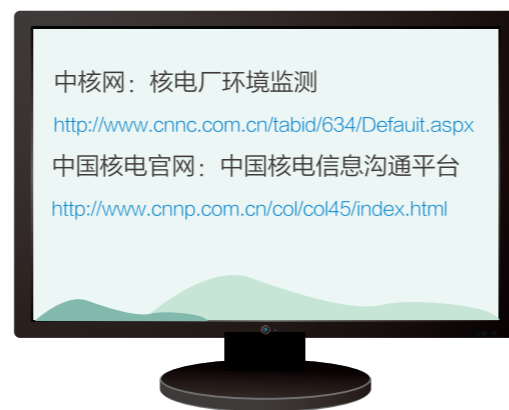 中核网：核电厂环境监测
http://www.cnnc.com.cn/tabid/634/Defauit.aspx
中国核电官网：中国核电信息沟通平台
http://www.cnnp.com.cn/col/col45/index.html